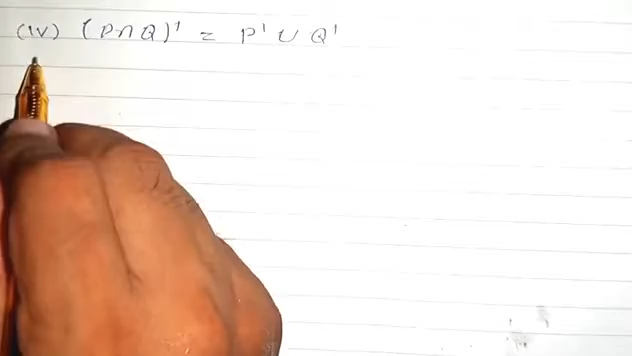 (iv) (P∩Q)' = P' ∪ Q'